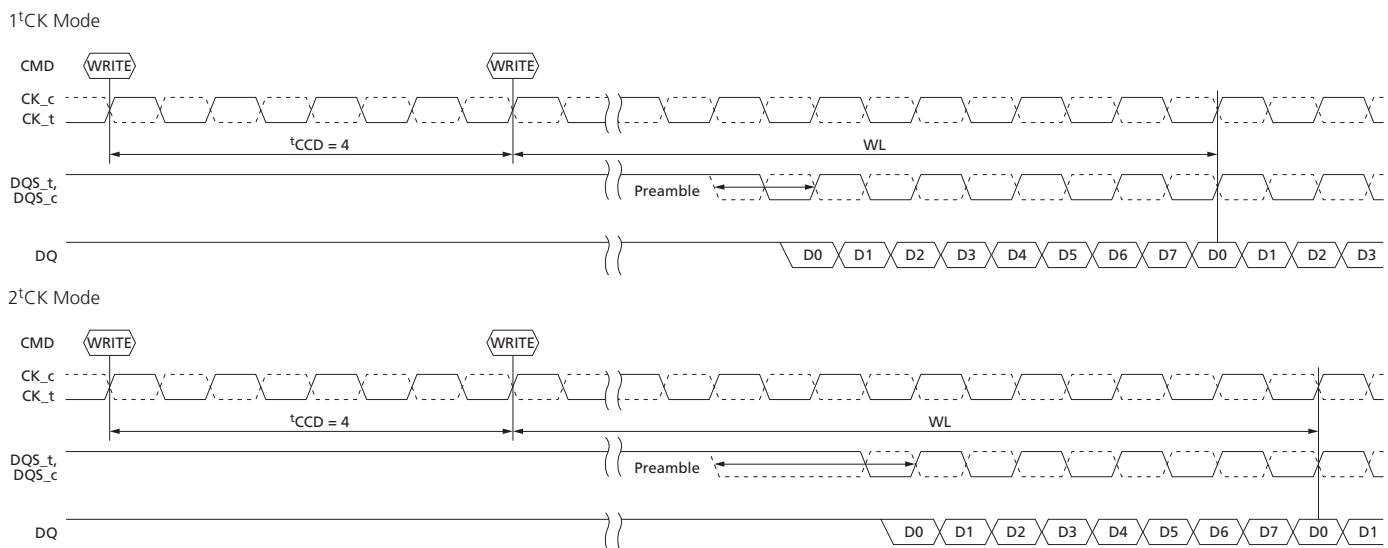 1tCK Mode
CMD WRITE WRITE
CK_c
CK_t
tCCD = 4 WL
DQS_t,
DQS_c
Preamble
DQ D0 D1 D2 D3 D4 D5 D6 D7 D0 D1 D2 D3
2tCK Mode
CMD WRITE WRITE
CK_c
CK_t
tCCD = 4 WL
DQS_t,
DQS_c
Preamble
DQ D0 D1 D2 D3 D4 D5 D6 D7 D0 D1